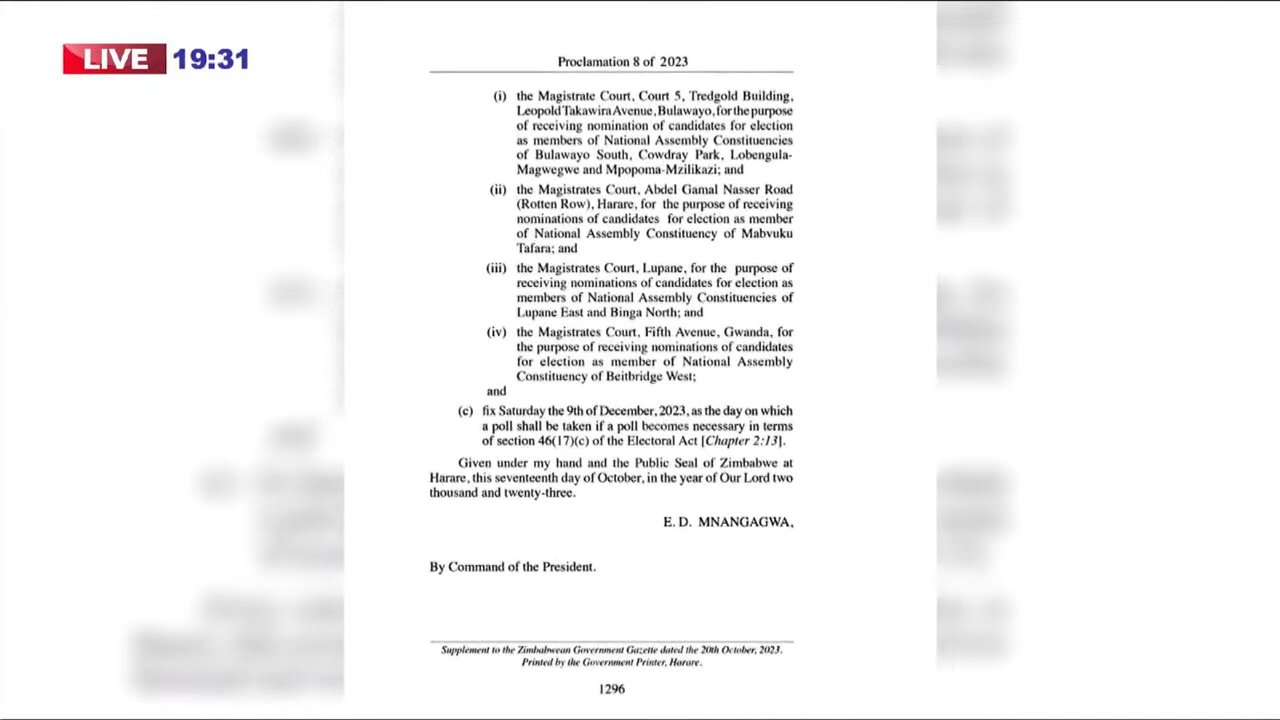 LIVE 19:31
Proclamation 8 of 2023
(i) the Magistrate Court, Court 5, Tredgold Building,
Leopold Takawira Avenue, Bulawayo, for the purpose
of receiving nomination of candidates for election
as members of National Assembly Constituencies
of Bulawayo South, Cowdray Park, Lobengula-
Magwegwe and Mpopoma-Mzilikazi; and
(ii) the Magistrates Court, Abdel Gamal Nasser Road
(Rotten Row), Harare, for the purpose of receiving
nominations of candidates for election as member
of National Assembly Constituency of Mabvuku
Tafara; and
(iii) the Magistrates Court, Lupane, for the purpose of
receiving nominations of candidates for election as
members of National Assembly Constituencies of
Lupane East and Binga North; and
(iv) the Magistrates Court, Fifth Avenue, Gwanda, for
the purpose of receiving nominations of candidates
for election as member of National Assembly
Constituency of Beitbridge West;
and
(c) fix Saturday the 9th of December, 2023, as the day on which
a poll shall be taken if a poll becomes necessary in terms
of section 46(17)(c) of the Electoral Act [Chapter 2:13].
Given under my hand and the Public Seal of Zimbabwe at
Harare, this seventeenth day of October, in the year of Our Lord two
thousand and twenty-three.
E. D. MNANGAGWA,
By Command of the President.
Supplement to the Zimbabwean Government Gazette dated the 20th October, 2023.
Printed by the Government Printer, Harare.
1296